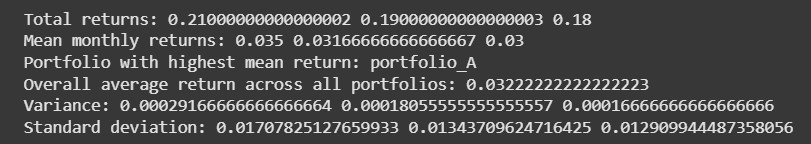 Total returns: 0.21000000000000002 0.19000000000000003 0.18
Mean monthly returns: 0.035 0.03166666666666667 0.03
Portfolio with highest mean return: portfolio_A
Overall average return across all portfolios: 0.03222222222222223
Variance: 0.00029166666666666664 0.00018055555555555557 0.00016666666666666666
Standard deviation: 0.01707825127659933 0.01343709624716425 0.012909944487358056